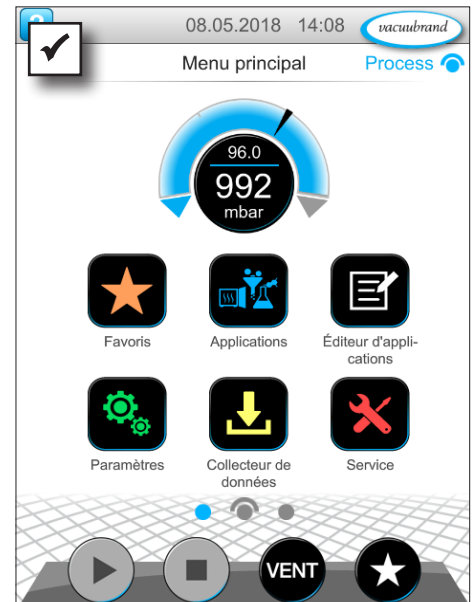 08.05.2018 14:08 vacuubrand
Menu principal Process
96.0
992
mbar
Favoris
Applications
Éditeur d'appli-
cations
Paramètres
Collecteur de
données
Service
VENT